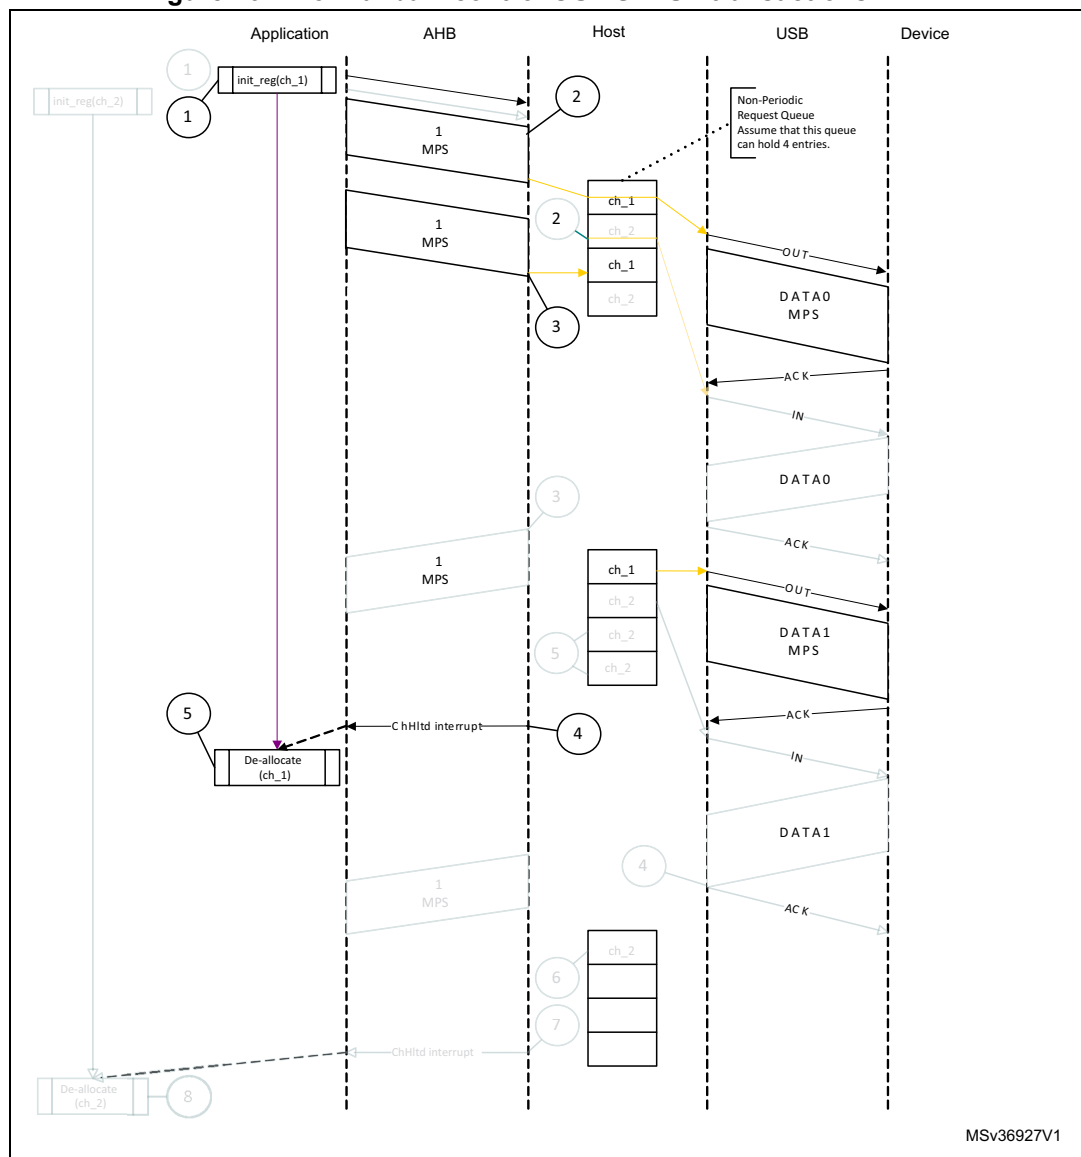 Application AHB Host USB Device
1
init_reg(ch_1)
init_reg(ch_2)
1
2
Non-Periodic
Request Queue
Assume that this queue
can hold 4 entries.
1
MPS
ch_1
2
ch_2
1
MPS
OUT
ch_1
ch_2
DATA0
MPS
3
ACK
IN
DATA0
3
ACK
1
MPS
ch_1
OUT
ch_2
DATA1
MPS
ch_2
5
ch_2
5
ChHltd interrupt
4
ACK
De-allocate
(ch_1)
IN
DATA1
4
1
MPS
ACK
ch_2
6
7
ChHltd interrupt
De-allocate
(ch_2)
8
MSv36927V1